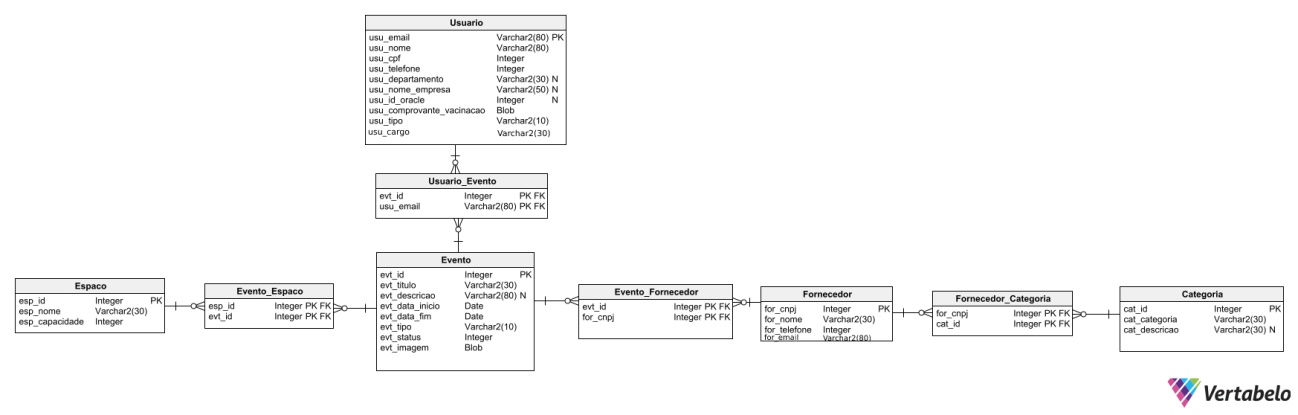 Usuario
usu_email Varchar2(80) PK
usu_nome Varchar2(80)
usu_cpf Integer
usu_telefone Integer
usu_departamento Varchar2(30) N
usu_nome_empresa Varchar2(50) N
usu_id_oracle Integer N
usu_comprovante_vacinacao Blob
usu_tipo Varchar2(10)
usu_cargo Varchar2(30)
Usuario_Evento
evt_id Integer PK FK
usu_email Varchar2(80) PK FK
Espaco
esp_id Integer PK
esp_nome Varchar2(30)
esp_capacidade Integer
Evento_Espaco
esp_id Integer PK FK
evt_id Integer PK FK
Evento
evt_id Integer PK
evt_titulo Varchar2(30)
evt_descricao Varchar2(80) N
evt_data_inicio Date
evt_data_fim Date
evt_tipo Varchar2(10)
evt_status Integer
evt_imagem Blob
Evento_Fornecedor
evt_id Integer PK FK
for_cnpj Integer PK FK
Fornecedor
for_cnpj Integer PK
for_nome Varchar2(30)
for_telefone Integer
for_email Varchar2(80)
Fornecedor_Categoria
for_cnpj Integer PK FK
cat_id Integer PK FK
Categoria
cat_id Integer PK
cat_categoria Varchar2(30)
cat_descricao Varchar2(30) N
Vertabelo